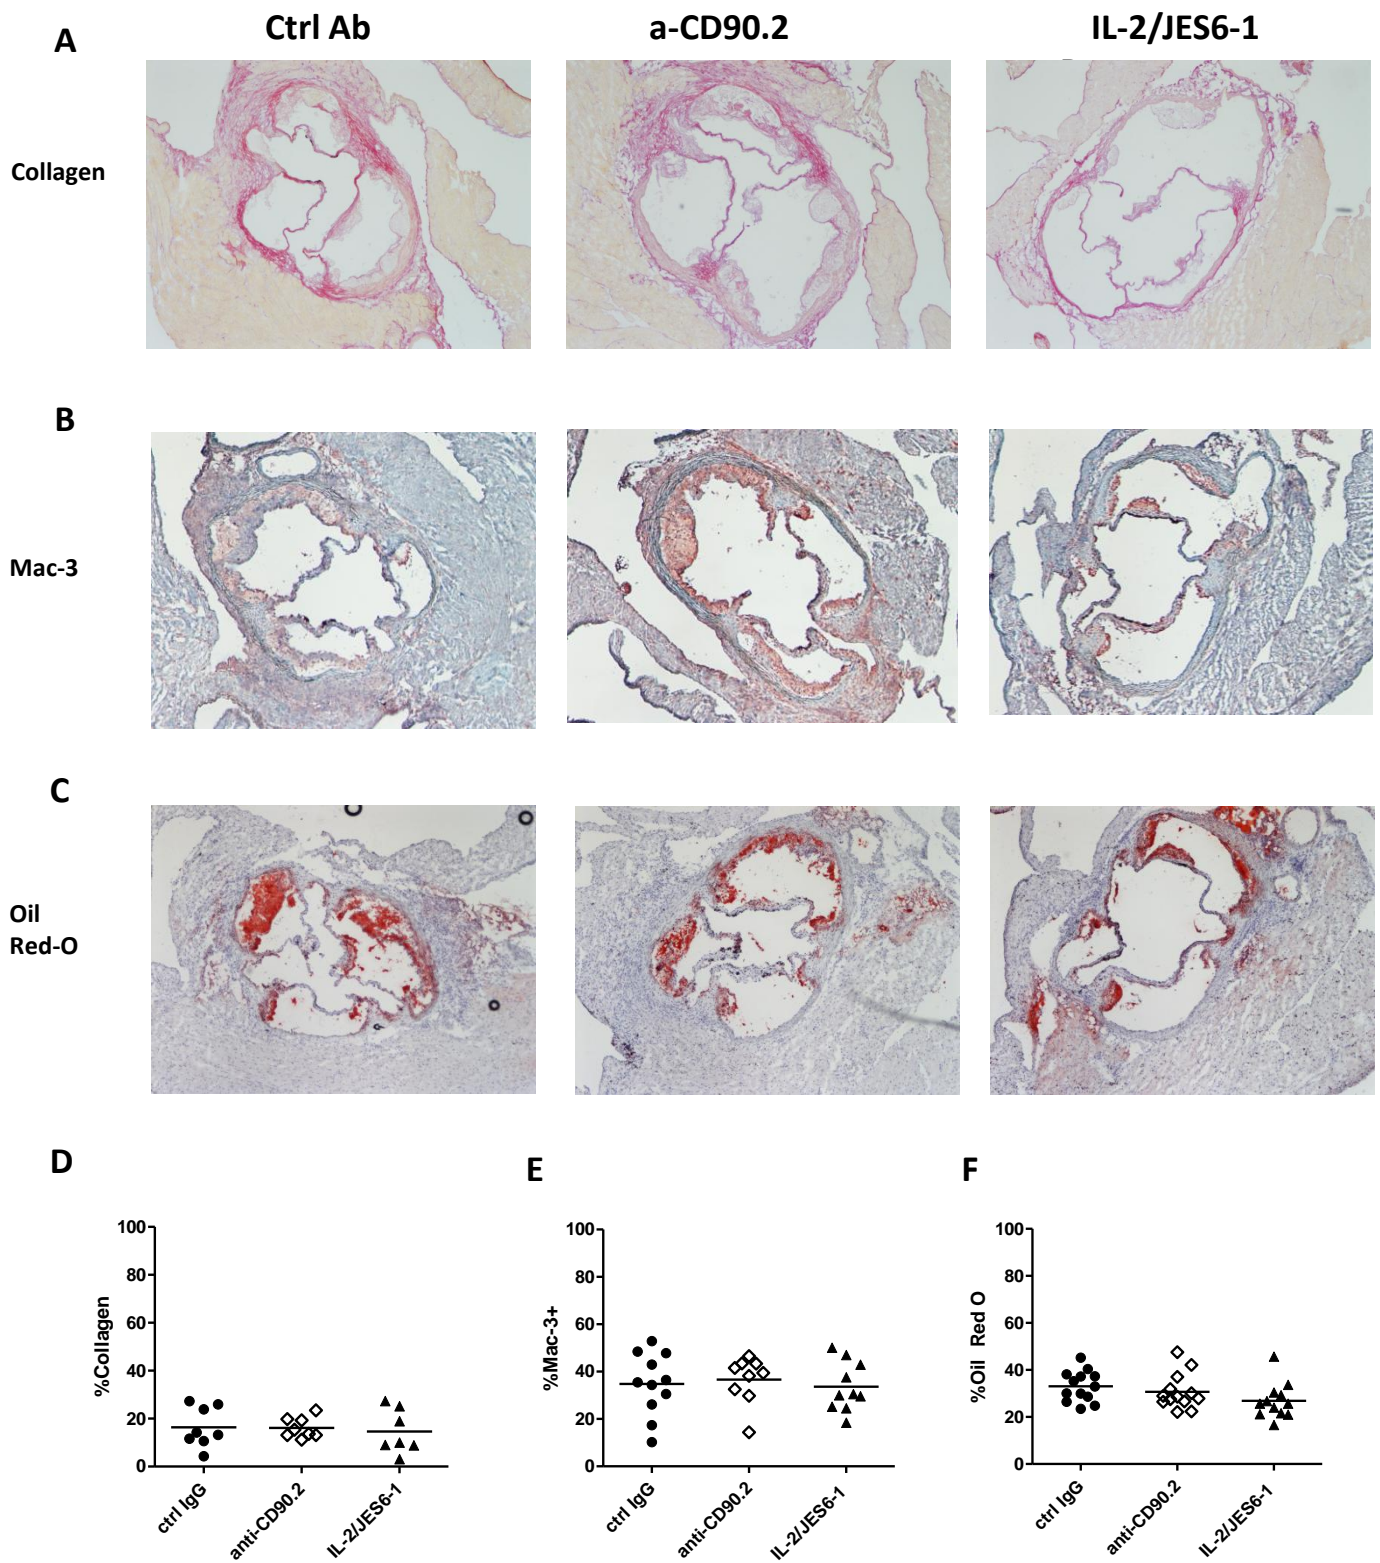 A
Ctrl Ab
a-CD90.2
IL-2/JES6-1
Collagen
B
Mac-3
C
Oil
Red-O
D
E
F
100
80
60
40
20
0
%Collagen
ctrl IgG
anti-CD90.2
IL-2/JES6-1
100
80
60
40
20
0
%Mac-3+
ctrl IgG
anti-CD90.2
IL-2/JES6-1
100
80
60
40
20
0
%Oil Red O
ctrl IgG
anti-CD90.2
IL-2/JES6-1